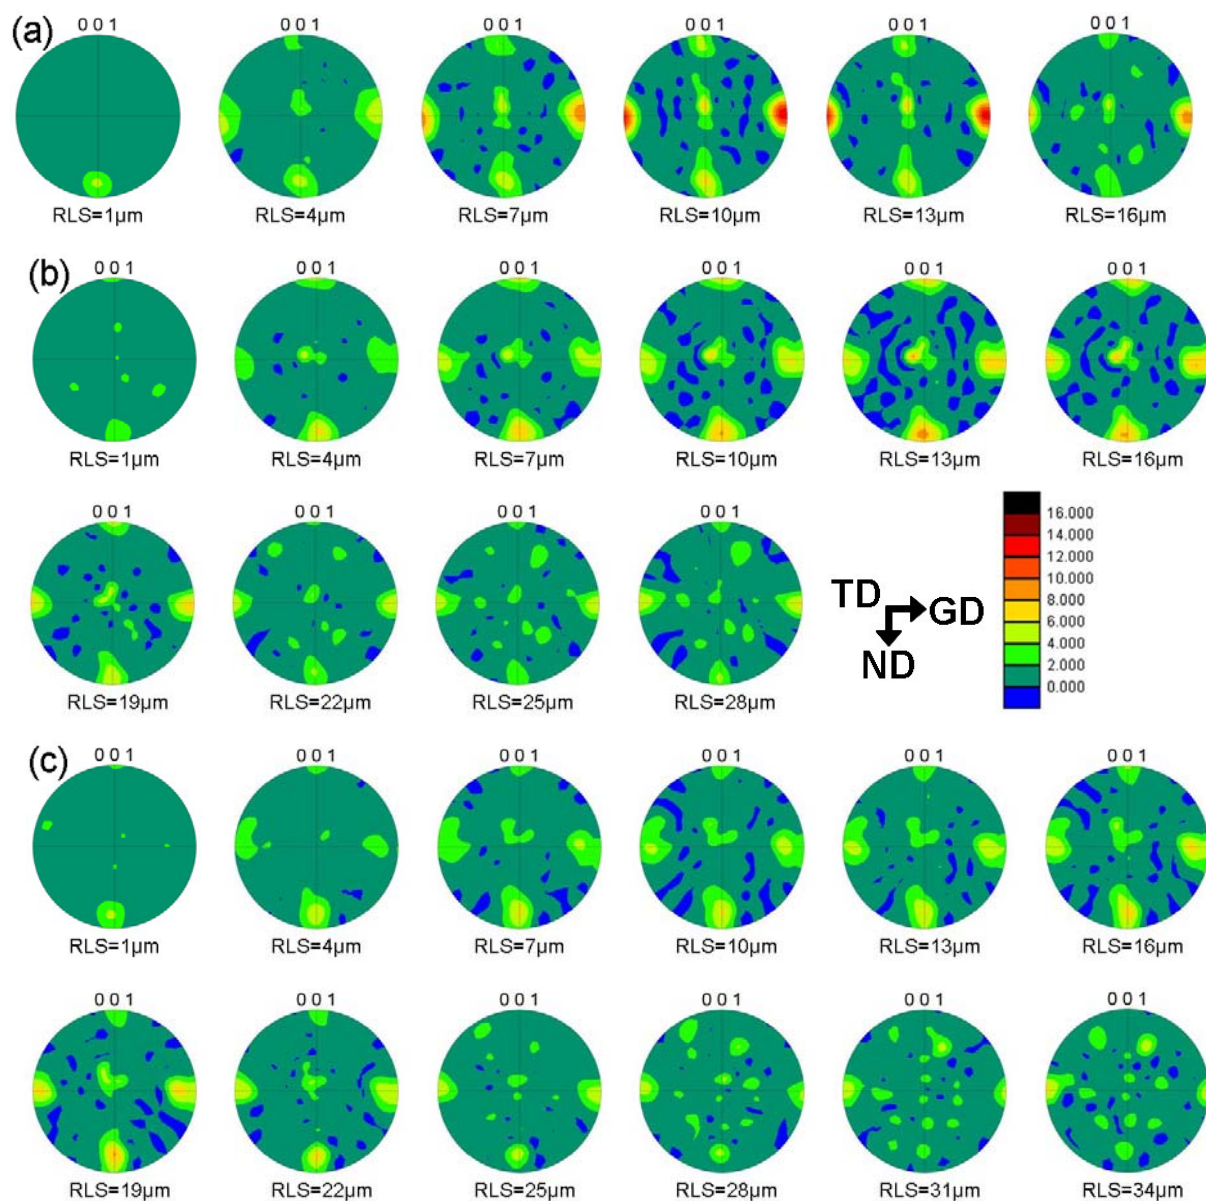 (a)
0 0 1 0 0 1 0 0 1 0 0 1 0 0 1 0 0 1
RLS=1µm RLS=4µm RLS=7µm RLS=10µm RLS=13µm RLS=16µm
(b)
0 0 1 0 0 1 0 0 1 0 0 1 0 0 1 0 0 1
RLS=1µm RLS=4µm RLS=7µm RLS=10µm RLS=13µm RLS=16µm
0 0 1 0 0 1 0 0 1 0 0 1
RLS=19µm RLS=22µm RLS=25µm RLS=28µm
TD
GD
ND
16.000
14.000
12.000
10.000
8.000
6.000
4.000
2.000
0.000
(c)
0 0 1 0 0 1 0 0 1 0 0 1 0 0 1 0 0 1
RLS=1µm RLS=4µm RLS=7µm RLS=10µm RLS=13µm RLS=16µm
0 0 1 0 0 1 0 0 1 0 0 1 0 0 1 0 0 1
RLS=19µm RLS=22µm RLS=25µm RLS=28µm RLS=31µm RLS=34µm